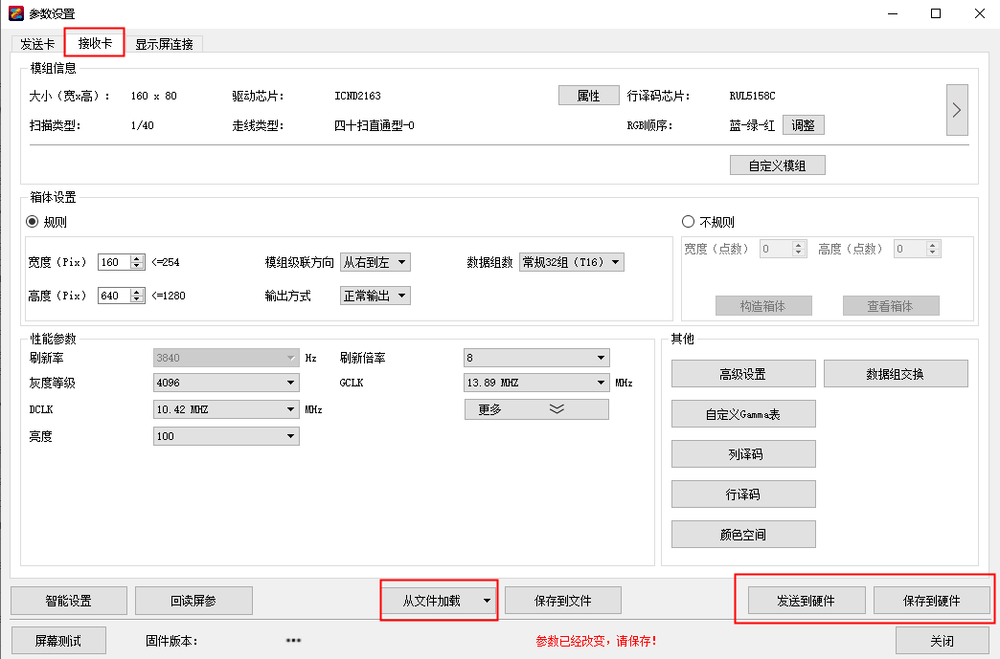 参数设置
发送卡 接收卡 显示屏连接
模组信息
大小（宽x高）： 160 x 80 驱动芯片： ICND2163 属性 行译码芯片： RUL5158C
扫描类型： 1/40 走线类型： 四十扫直通型-0 RGB顺序： 蓝-绿-红 调整
自定义模组
箱体设置
规则 不规则
宽度（Pix） 160 <=254 模组级联方向 从右到左 数据组数 常规32组（T16） 宽度（点数） 0 高度（点数） 0
高度（Pix） 640 <=1280 输出方式 正常输出
构造箱体 查看箱体
性能参数 其他
刷新率 3840 Hz 刷新倍率 8
高级设置 数据组交换
灰度等级 4096 GCLK 13.89 MHZ MHz
DCLK 10.42 MHZ MHz 更多
自定义Gamma表
亮度 100
列译码
行译码
颜色空间
智能设置 回读屏参 从文件加载 保存到文件 发送到硬件 保存到硬件
屏幕测试 固件版本： *** 参数已经改变，请保存！ 关闭